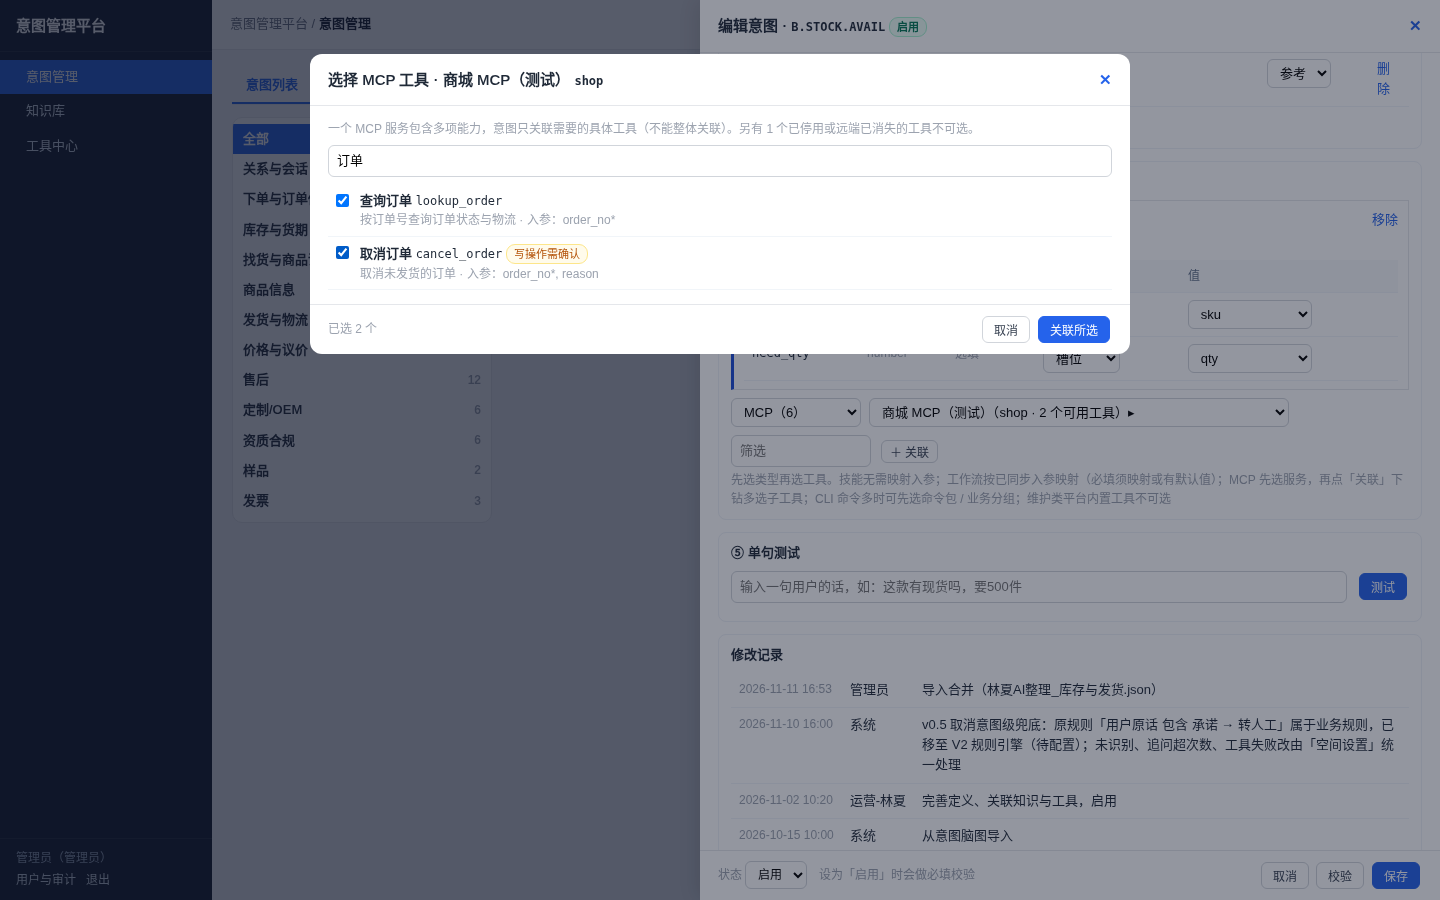 意图管理平台
意图管理
知识库
工具中心
管理员（管理员）
用户与审计 退出
意图管理平台 / 意图管理
意图列表
全部
关系与会话
下单与订单
库存与货期
找货与商品
商品信息
发货与物流
价格与议价
售后 12
定制/OEM 6
资质合规 6
样品 2
发票 3
编辑意图 · B.STOCK.AVAIL 启用 ×
参考 删除
选择 MCP 工具 · 商城 MCP（测试） shop ×
一个 MCP 服务包含多项能力，意图只关联需要的具体工具（不能整体关联）。另有 1 个已停用或远端已消失的工具不可选。
订单
查询订单 lookup_order
按订单号查询订单状态与物流 · 入参：order_no*
取消订单 cancel_order 写操作需确认
取消未发货的订单 · 入参：order_no*, reason
已选 2 个 取消 关联所选
移除
值
sku
need_qty number 选填 槽位 qty
MCP（6） 商城 MCP（测试）（shop · 2 个可用工具）▸
筛选 ＋ 关联
先选类型再选工具。技能无需映射入参；工作流按已同步入参映射（必填须映射或有默认值）；MCP 先选服务，再点「关联」下
钻多选子工具；CLI 命令多时可先选命令包 / 业务分组；维护类平台内置工具不可选
⑤ 单句测试
输入一句用户的话，如：这款有现货吗，要500件 测试
修改记录
2026-11-11 16:53 管理员 导入合并（林夏AI整理_库存与发货.json）
2026-11-10 16:00 系统 v0.5 取消意图级兜底：原规则「用户原话 包含 承诺 → 转人工」属于业务规则，已
移至 V2 规则引擎（待配置）；未识别、追问超次数、工具失败改由「空间设置」统
一处理
2026-11-02 10:20 运营-林夏 完善定义、关联知识与工具，启用
2026-10-15 10:00 系统 从意图脑图导入
状态 启用 设为「启用」时会做必填校验 取消 校验 保存